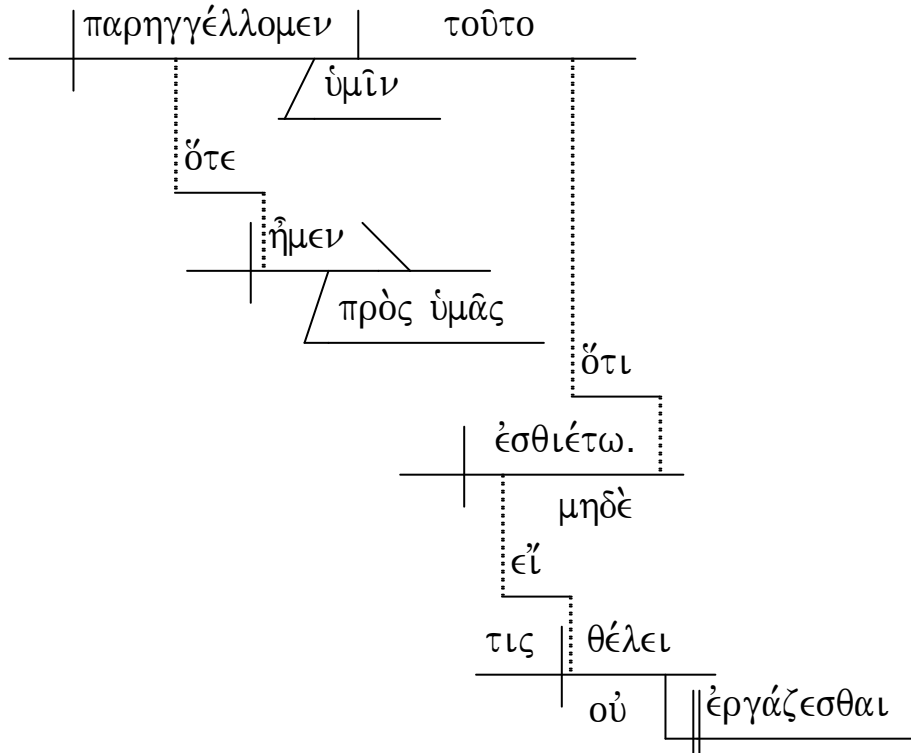 παρηγγέλλομεν τοῦτο
ὑμῖν
ὅτε
ἦμεν
πρὸς ὑμᾶς
ὅτι
ἐσθιέτω.
μηδὲ
εἴ
τις θέλει
οὐ ἐργάζεσθαι